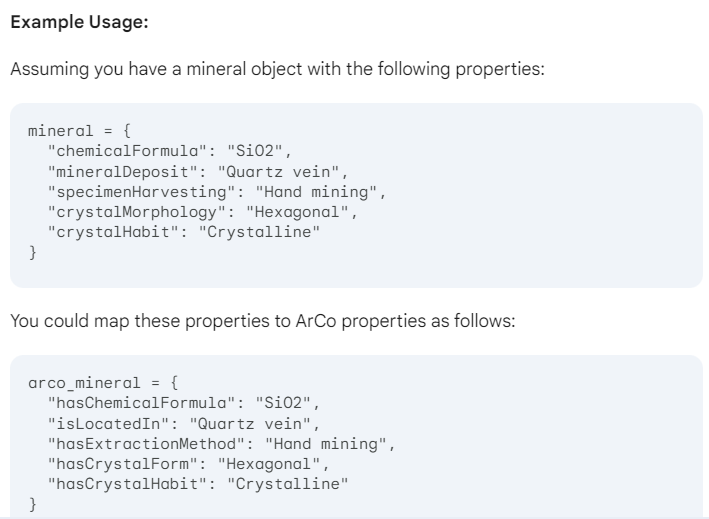 Example Usage:
Assuming you have a mineral object with the following properties:
mineral = {
  "chemicalFormula": "SiO2",
  "mineralDeposit": "Quartz vein",
  "specimenHarvesting": "Hand mining",
  "crystalMorphology": "Hexagonal",
  "crystalHabit": "Crystalline"
}
You could map these properties to ArCo properties as follows:
arco_mineral = {
  "hasChemicalFormula": "SiO2",
  "isLocatedIn": "Quartz vein",
  "hasExtractionMethod": "Hand mining",
  "hasCrystalForm": "Hexagonal",
  "hasCrystalHabit": "Crystalline"
}